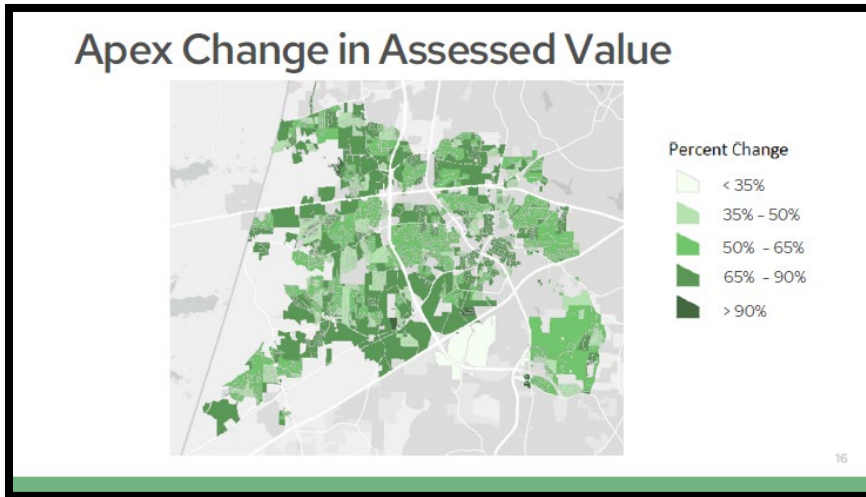 Apex Change in Assessed Value
Percent Change
< 35%
35% - 50%
50% - 65%
65% - 90%
> 90%
16